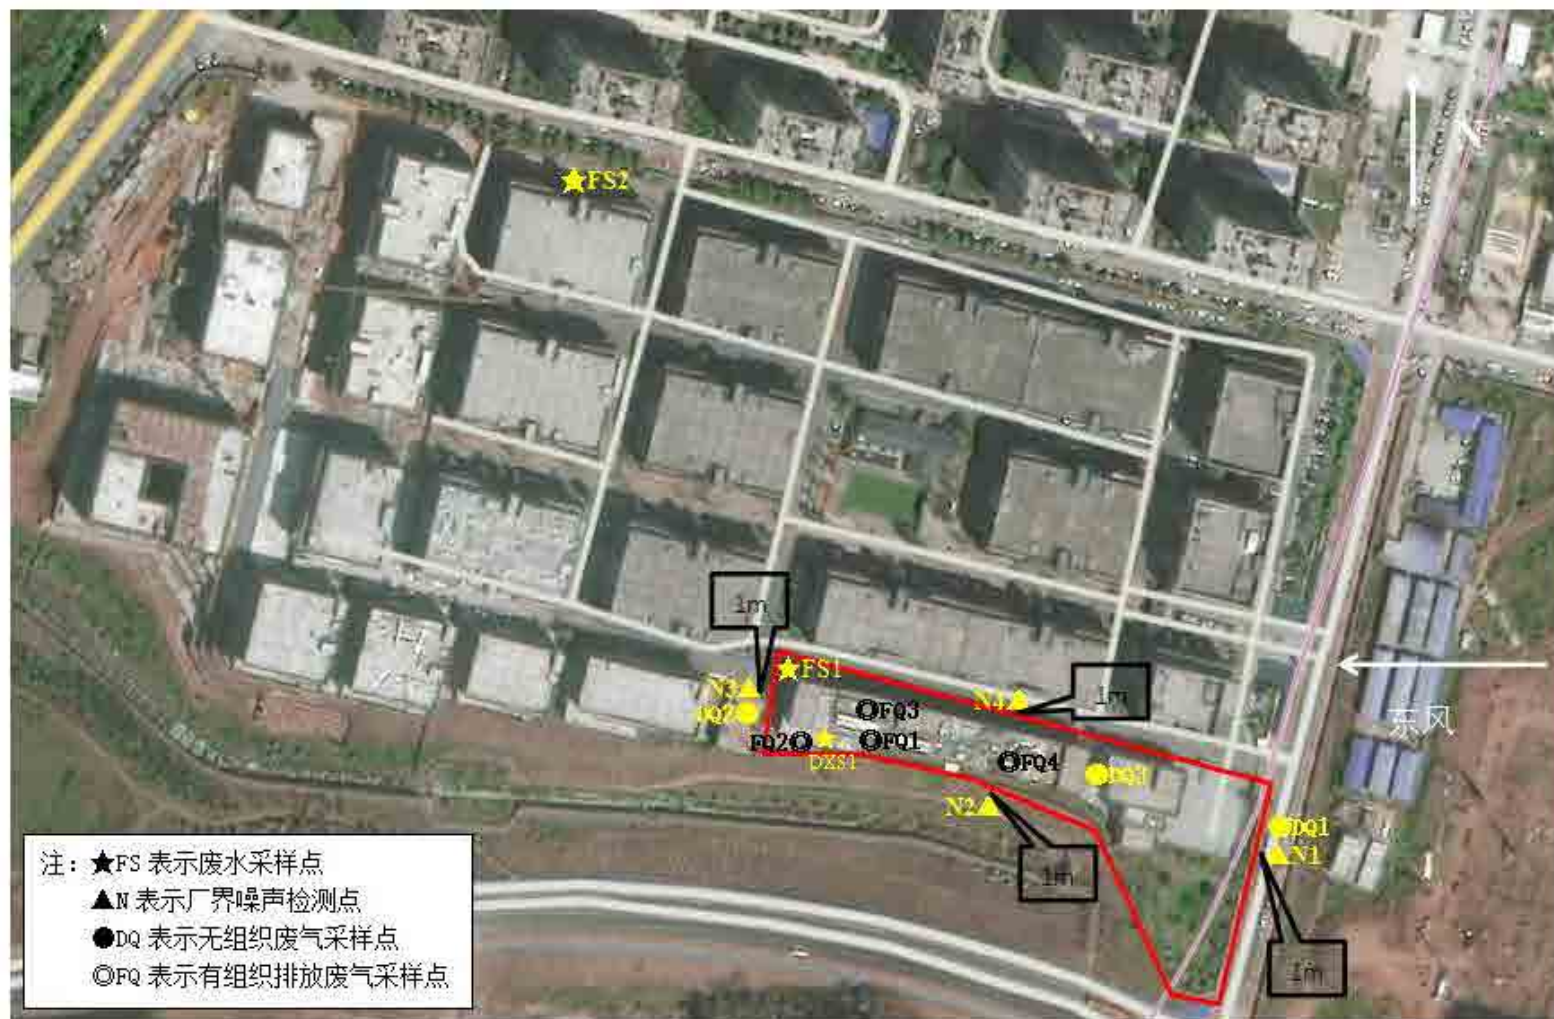 FS2
1m
FS1
N3
N4
1m
DQ2
FQ3
FQ2
FQ1
DXS1
FQ4
DQ3
东风
N2
DQ1
N1
1m
1m
注：★FS 表示废水采样点
▲N 表示厂界噪声检测点
●DQ 表示无组织废气采样点
◎FQ 表示有组织排放废气采样点